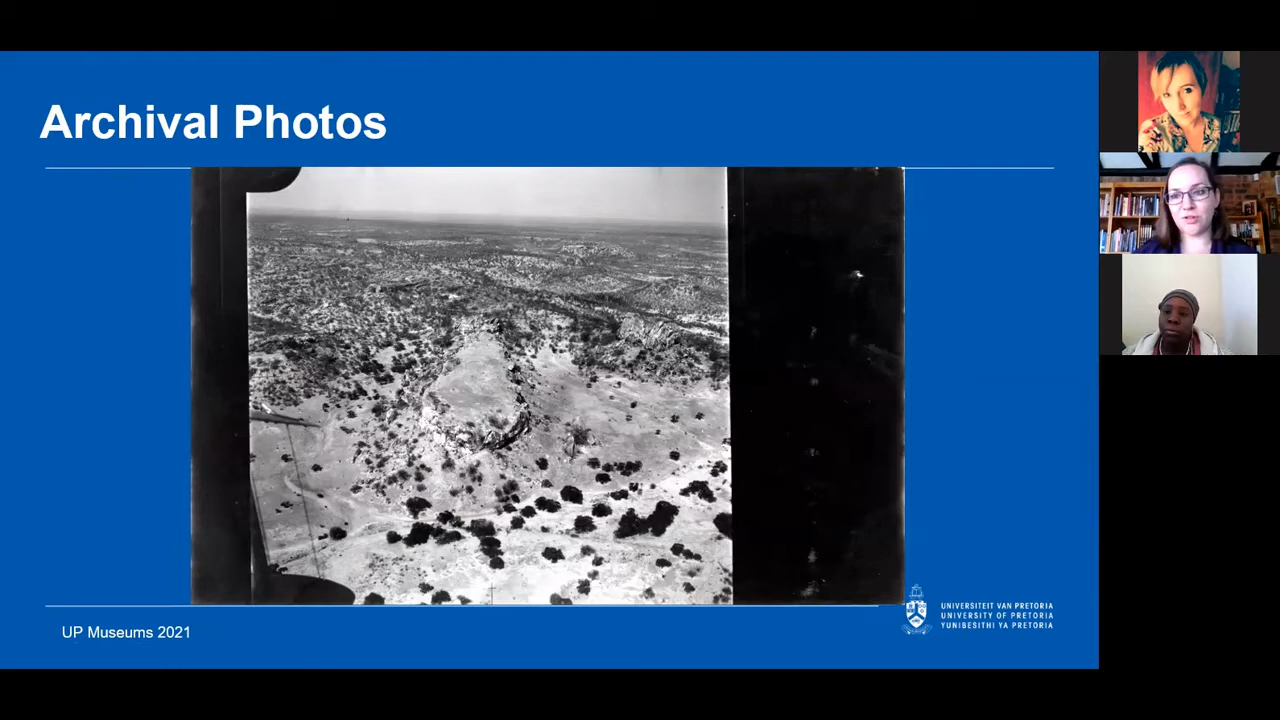 Archival Photos
UNIVERSITEIT VAN PRETORIA
UNIVERSITY OF PRETORIA
YUNIBESITHI YA PRETORIA
UP Museums 2021